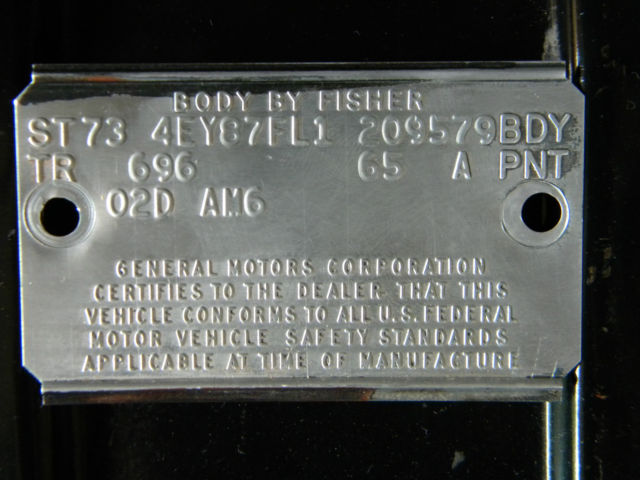 BODY BY FISHER
ST73 4EY87FL1 209579BDY
TR 696 65 A PNT
02D AM6
GENERAL MOTORS CORPORATION
CERTIFIES TO THE DEALER THAT THIS
VEHICLE CONFORMS TO ALL U.S. FEDERAL
MOTOR VEHICLE SAFETY STANDARDS
APPLICABLE AT TIME OF MANUFACTURE